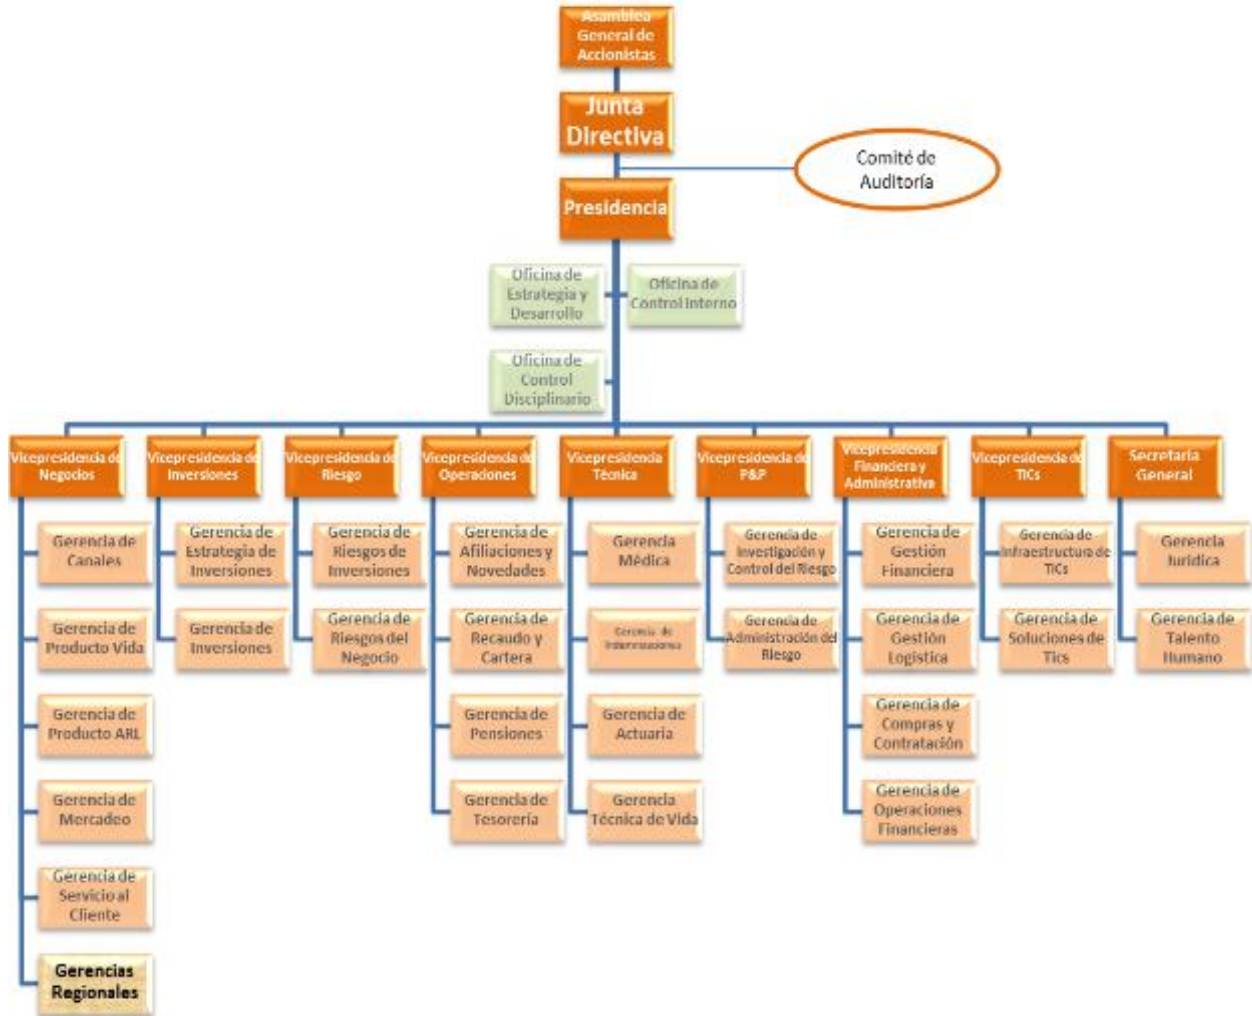 Asamblea
General de
Accionistas
Junta
Directiva
Comité de
Auditoría
Presidencia
Oficina de
Estrategia y
Desarrollo
Oficina de
Control Interno
Oficina de
Control
Disciplinario
Vicepresidencia de
Negocios
Vicepresidencia de
Inversiones
Vicepresidencia de
Riesgo
Vicepresidencia de
Operaciones
Vicepresidencia
Técnica
Vicepresidencia de
P&P
Vicepresidencia
Financiera y
Administrativa
Vicepresidencia de
TICs
Secretaria
General
Gerencia de
Canales
Gerencia de
Estrategia de
Inversiones
Gerencia de
Riesgos de
Inversiones
Gerencia de
Afiliaciones y
Novedades
Gerencia
Médica
Gerencia de
Investigación y
Control del Riesgo
Gerencia de
Gestión
Financiera
Gerencia de
Infraestructura de
TICs
Gerencia
Jurídica
Gerencia de
Producto Vida
Gerencia de
Inversiones
Gerencia de
Riesgos del
Negocio
Gerencia de
Recaudo y
Cartera
Gerencia de
Indemnizaciones
Gerencia de
Administración del
Riesgo
Gerencia de
Gestión
Logística
Gerencia de
Soluciones de
Tics
Gerencia de
Talento
Humano
Gerencia de
Producto ARL
Gerencia de
Pensiones
Gerencia de
Actuaria
Gerencia de
Compras y
Contratación
Gerencia de
Mercadeo
Gerencia de
Tesorería
Gerencia
Técnica de Vida
Gerencia de
Operaciones
Financieras
Gerencia de
Servicio al
Cliente
Gerencias
Regionales